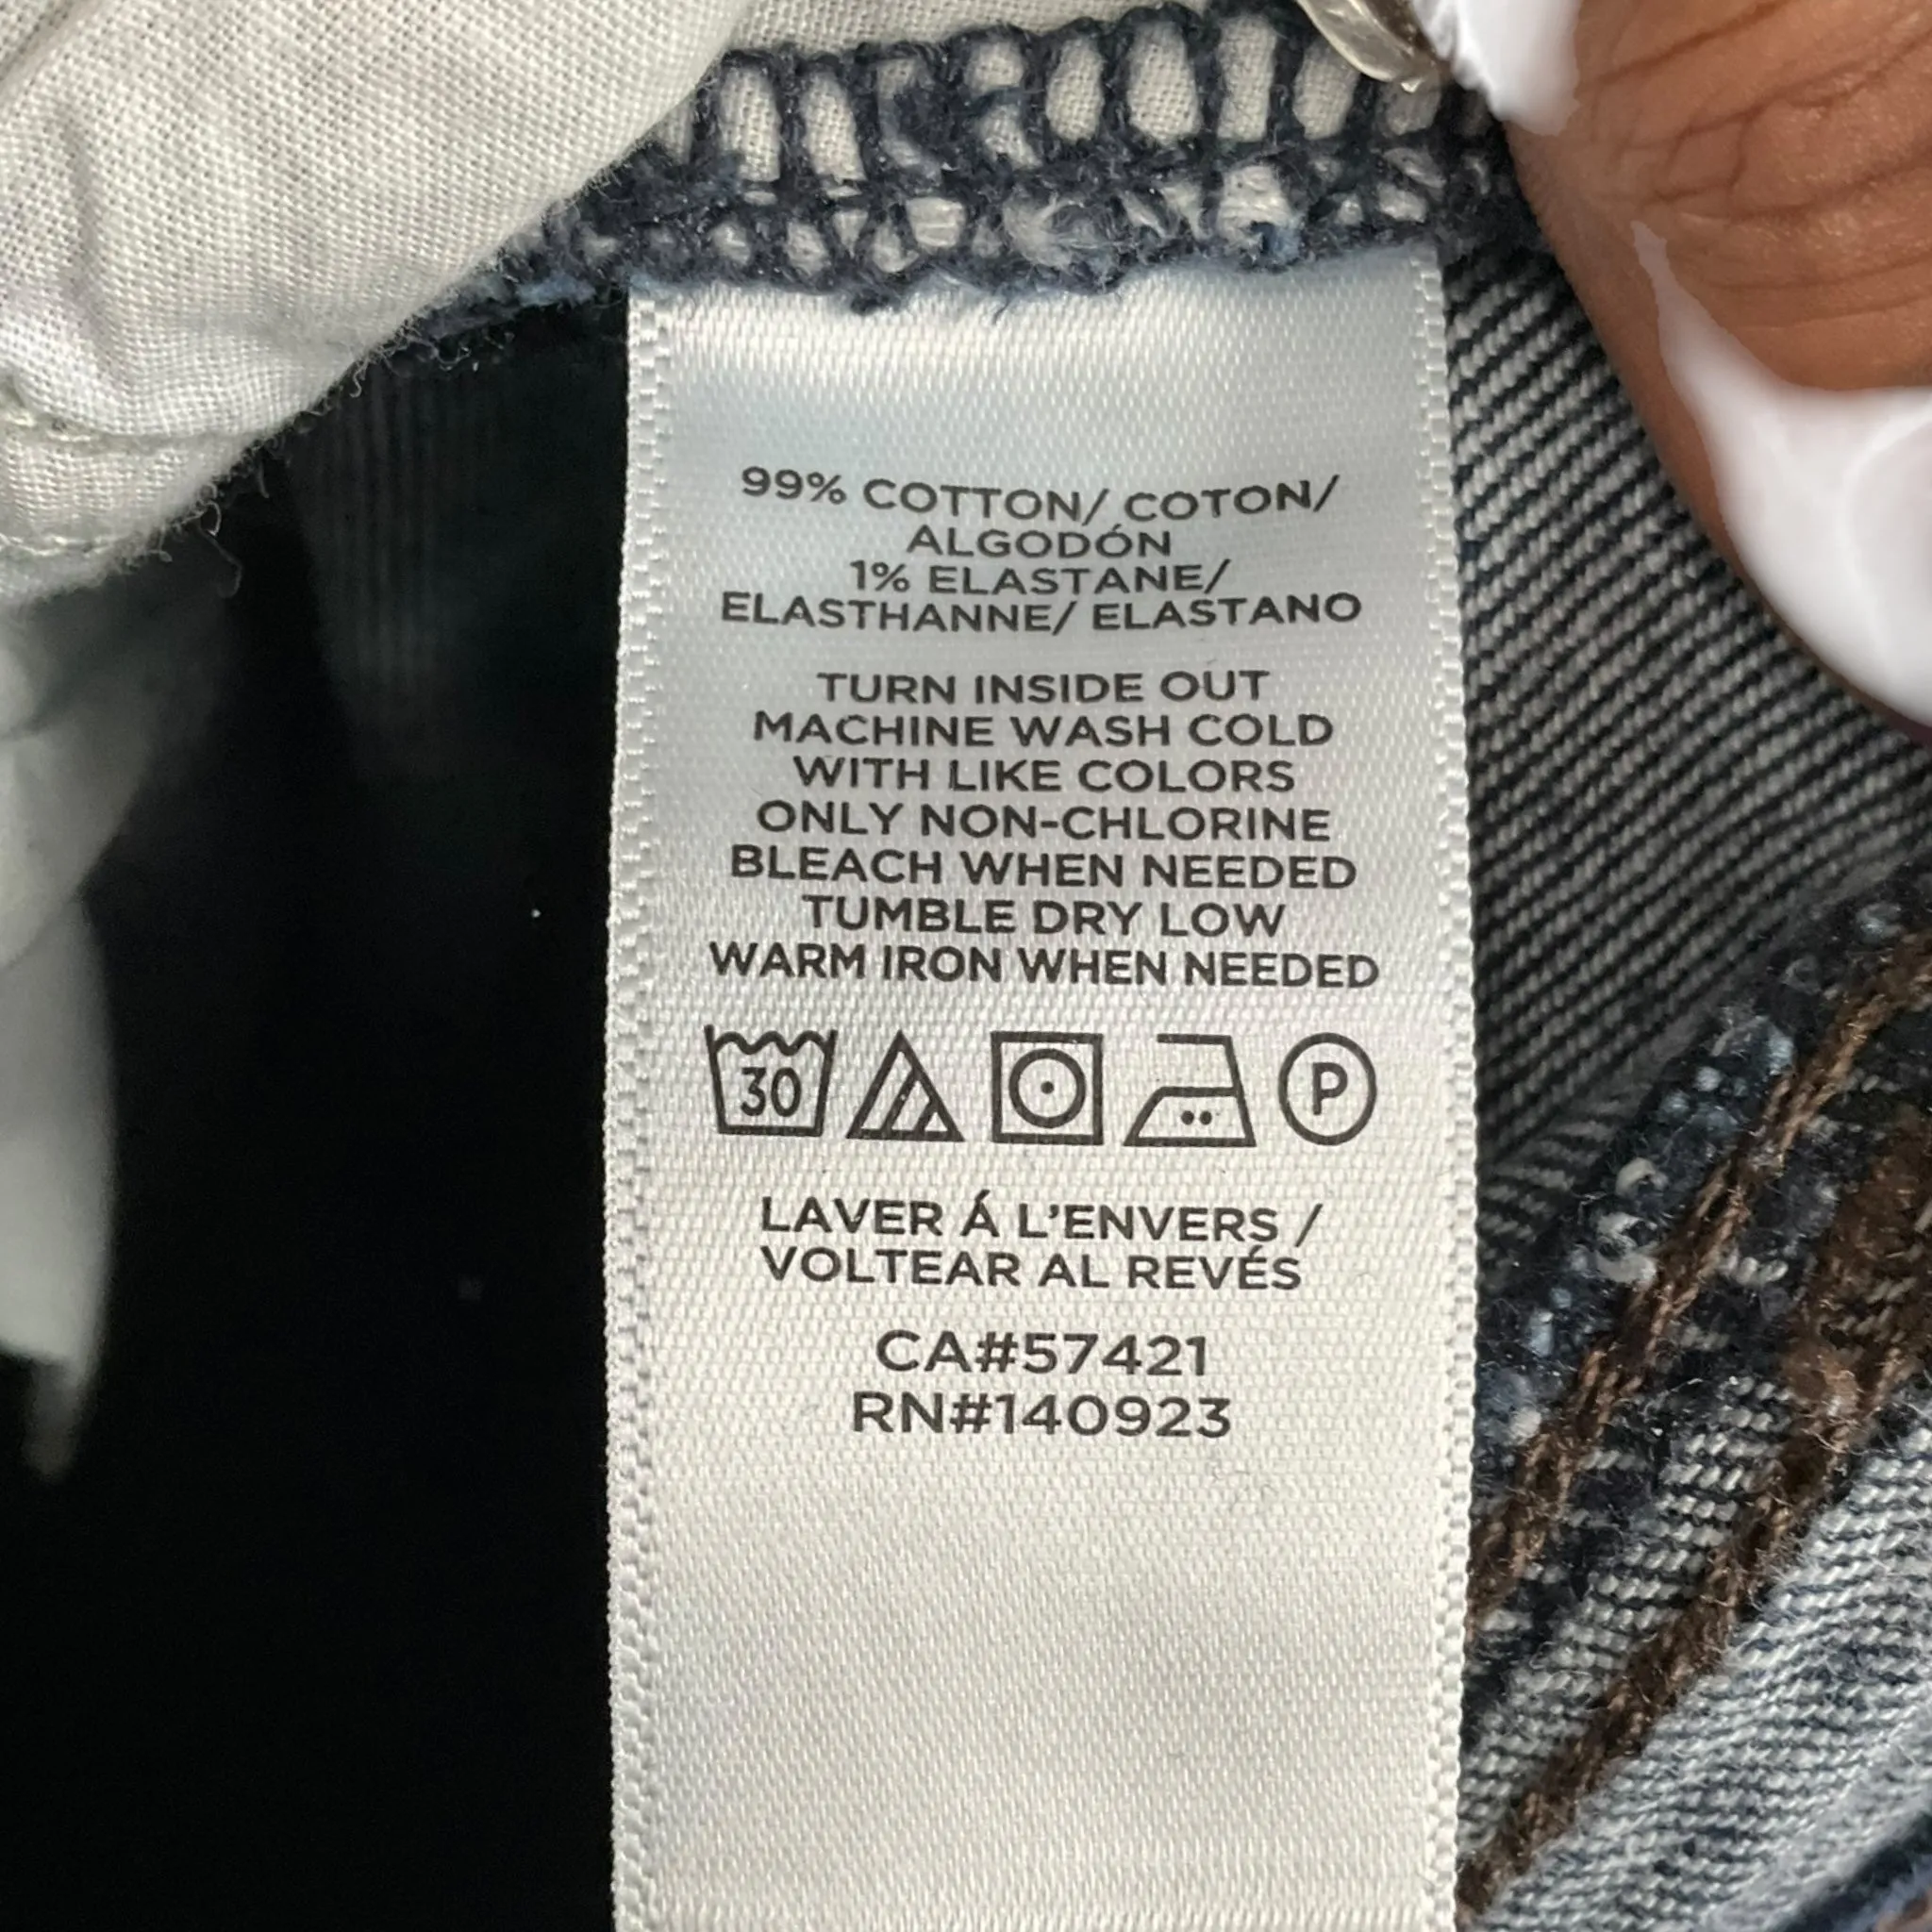 99% COTTON/ COTON/
ALGODÓN
1% ELASTANE/
ELASTHANNE/ ELASTANO
TURN INSIDE OUT
MACHINE WASH COLD
WITH LIKE COLORS
ONLY NON-CHLORINE
BLEACH WHEN NEEDED
TUMBLE DRY LOW
WARM IRON WHEN NEEDED
30 P
LAVER Á L'ENVERS /
VOLTEAR AL REVÉS
CA#57421
RN#140923